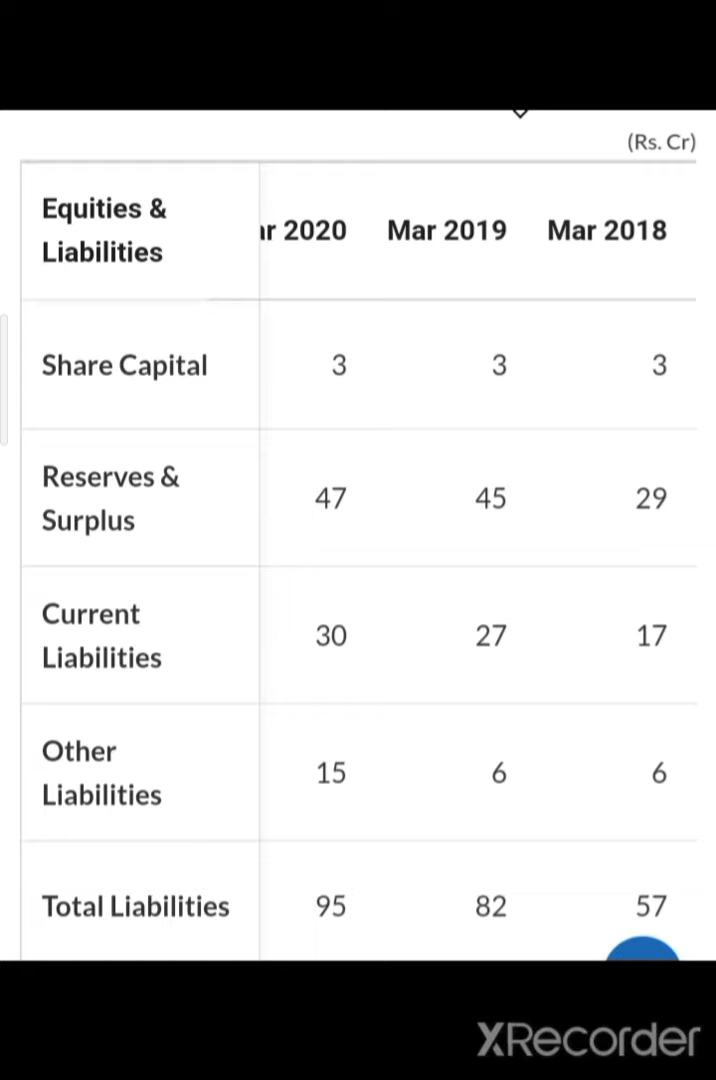 (Rs. Cr)
Equities &
Liabilities
2020 Mar 2019 Mar 2018
Share Capital 3 3 3
Reserves &
Surplus
47 45 29
Current
Liabilities
30 27 17
Other
Liabilities
15 6 6
Total Liabilities 95 82 57
XRecorder